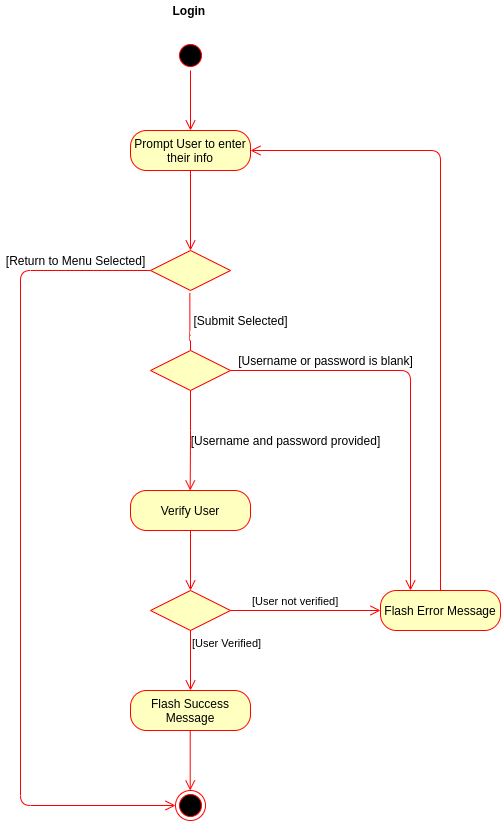 Login
Prompt User to enter
their info
[Return to Menu Selected]
[Submit Selected]
[Username or password is blank]
[Username and password provided]
Verify User
[User not verified]
Flash Error Message
[User Verified]
Flash Success
Message